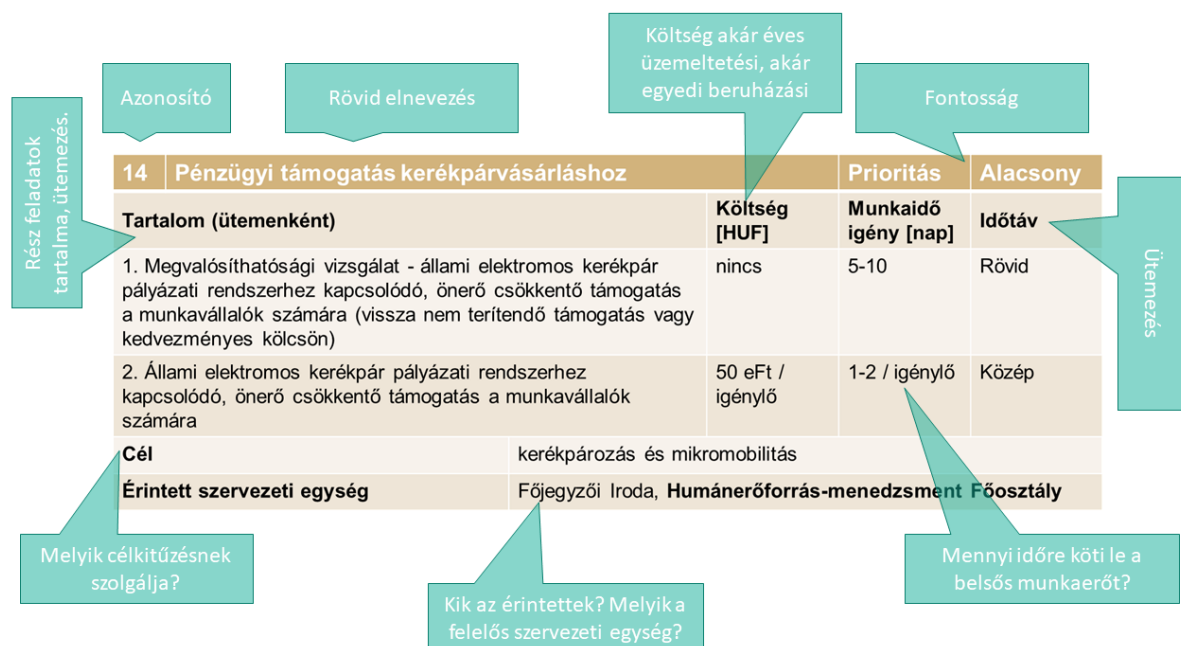 Költség akár éves
üzemeltetési, akár
egyedi beruházási
Azonosító
Rövid elnevezés
Fontosság
Rész feladatok
tartalma, ütemezés.
14 Pénzügyi támogatás kerékpárvásárláshoz Prioritás Alacsony
Tartalom (ütemenként) Költség [HUF] Munkaidő igény [nap] Időtáv
1. Megvalósíthatósági vizsgálat - állami elektromos kerékpár
pályázati rendszerhez kapcsolódó, önerő csökkentő támogatás
a munkavállalók számára (vissza nem terítendő támogatás vagy
kedvezményes kölcsön)
nincs
5-10
Rövid
2. Állami elektromos kerékpár pályázati rendszerhez
kapcsolódó, önerő csökkentő támogatás a munkavállalók
számára
50 eFt /
igénylő
1-2 / igénylő
Közép
Ütemezés
Cél kerékpározás és mikromobilitás
Érintett szervezeti egység Főjegyzői Iroda, Humánerőforrás-menedzsment Főosztály
Melyik célkitűzésnek
szolgálja?
Kik az érintettek? Melyik a
felelős szervezeti egység?
Mennyi időre köti le a
belsős munkaerőt?